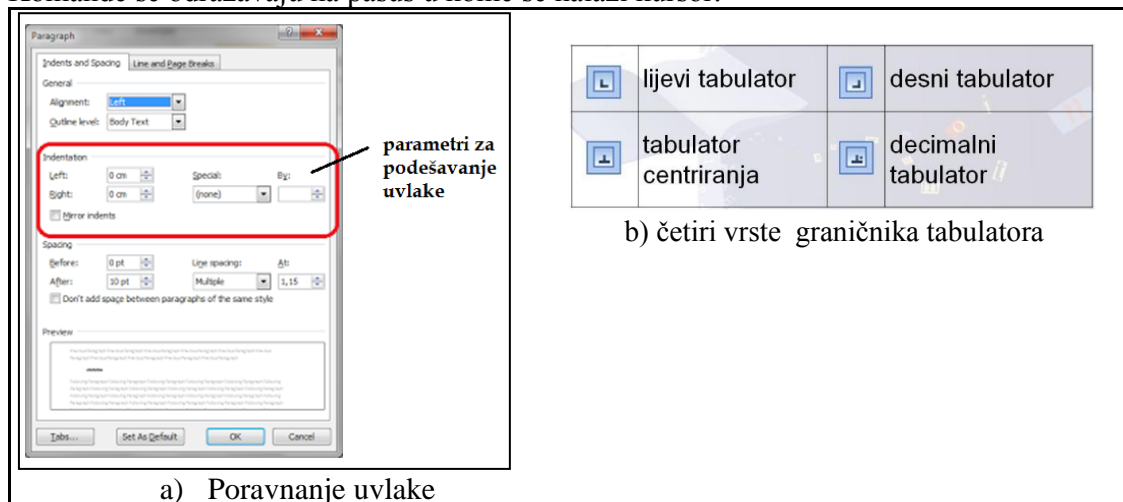 Komande se odražavaju na pasus u kome se nalazi kursor.
Paragraph
Indents and Spacing
Line and Page Breaks
General
Alignment: Left
Outline level: Body Text
Indentation
Left: 0 cm Special: By:
Right: 0 cm (none)
Mirror indents
Spacing
Before: 0 pt Line spacing: At:
After: 10 pt Multiple 1,15
Don't add space between paragraphs of the same style
Preview
Tabs... Set As Default OK Cancel
parametri za
podešavanje
uvlake
a) Poravnanje uvlake
lijevi tabulator
desni tabulator
tabulator
centriranja
decimalni
tabulator
b) četiri vrste graničnika tabulatora